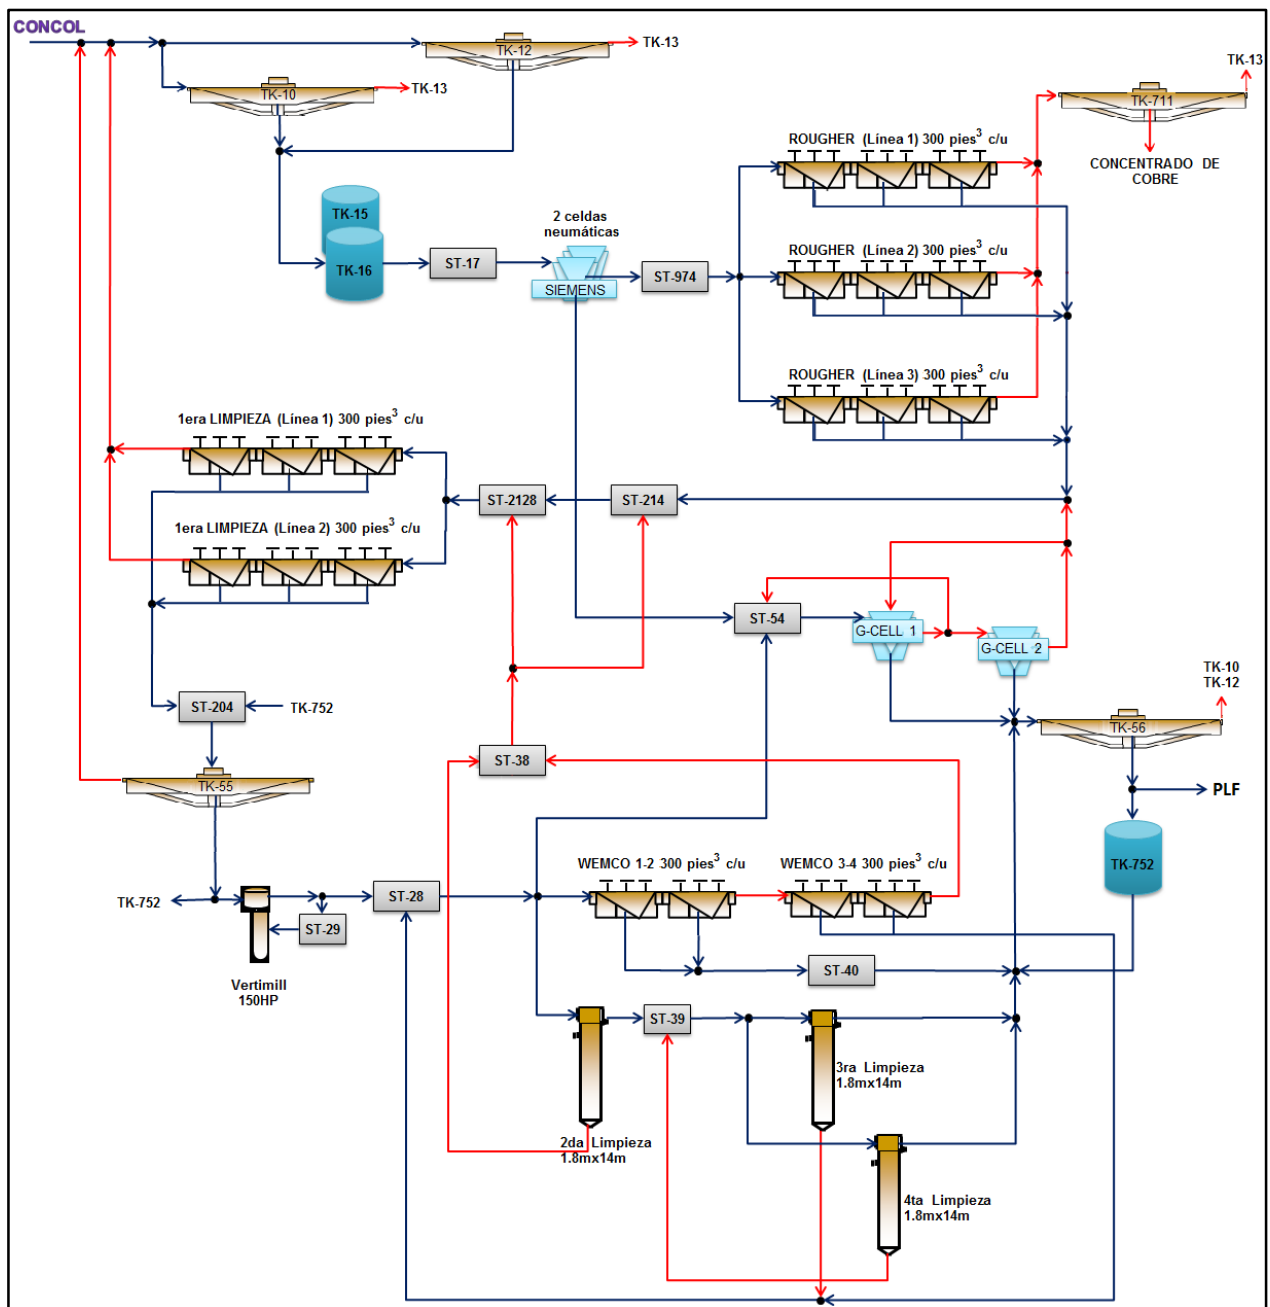 CONCOL
TK-12
TK-13
TK-10
TK-13
TK-13
TK-711
CONCENTRADO DE
COBRE
ROUGHER (Línea 1) 300 pies³ c/u
TK-15
TK-16
ST-17
2 celdas
neumáticas
SIEMENS
ST-974
ROUGHER (Línea 2) 300 pies³ c/u
ROUGHER (Línea 3) 300 pies³ c/u
1era LIMPIEZA (Línea 1) 300 pies³ c/u
ST-2128
ST-214
1era LIMPIEZA (Línea 2) 300 pies³ c/u
ST-54
G-CELL 1
G-CELL 2
TK-10
TK-12
ST-204
TK-752
TK-56
ST-38
TK-55
PLF
TK-752
WEMCO 1-2 300 pies³ c/u
WEMCO 3-4 300 pies³ c/u
TK-752
ST-28
ST-29
Vertimill
150HP
ST-40
ST-39
3ra Limpieza
1.8mx14m
2da Limpieza
1.8mx14m
4ta Limpieza
1.8mx14m